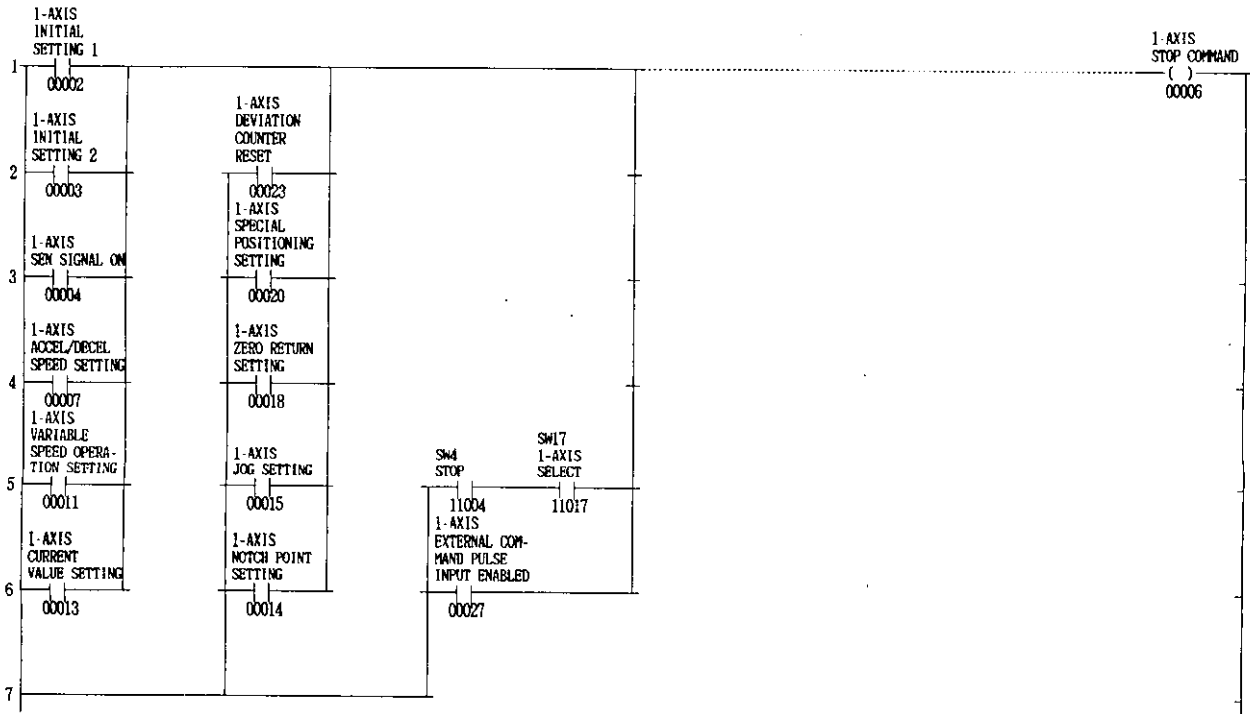 1-AXIS
INITIAL
SETTING 1
1
00002
1-AXIS
STOP COMMAND
( )
00006
1-AXIS
INITIAL
SETTING 2
2
00003
1-AXIS
DEVIATION
COUNTER
RESET
00023
1-AXIS
SEN SIGNAL ON
3
00004
1-AXIS
SPECIAL
POSITIONING
SETTING
00020
1-AXIS
ACCEL/DECEL
SPEED SETTING
4
00007
1-AXIS
ZERO RETURN
SETTING
00018
1-AXIS
VARIABLE
SPEED OPERA-
TION SETTING
5
00011
1-AXIS
JOG SETTING
00015
SW4
STOP
11004
SW17
1-AXIS
SELECT
11017
1-AXIS
CURRENT
VALUE SETTING
6
00013
1-AXIS
NOTCH POINT
SETTING
00014
1-AXIS
EXTERNAL COM-
MAND PULSE
INPUT ENABLED
00027
7